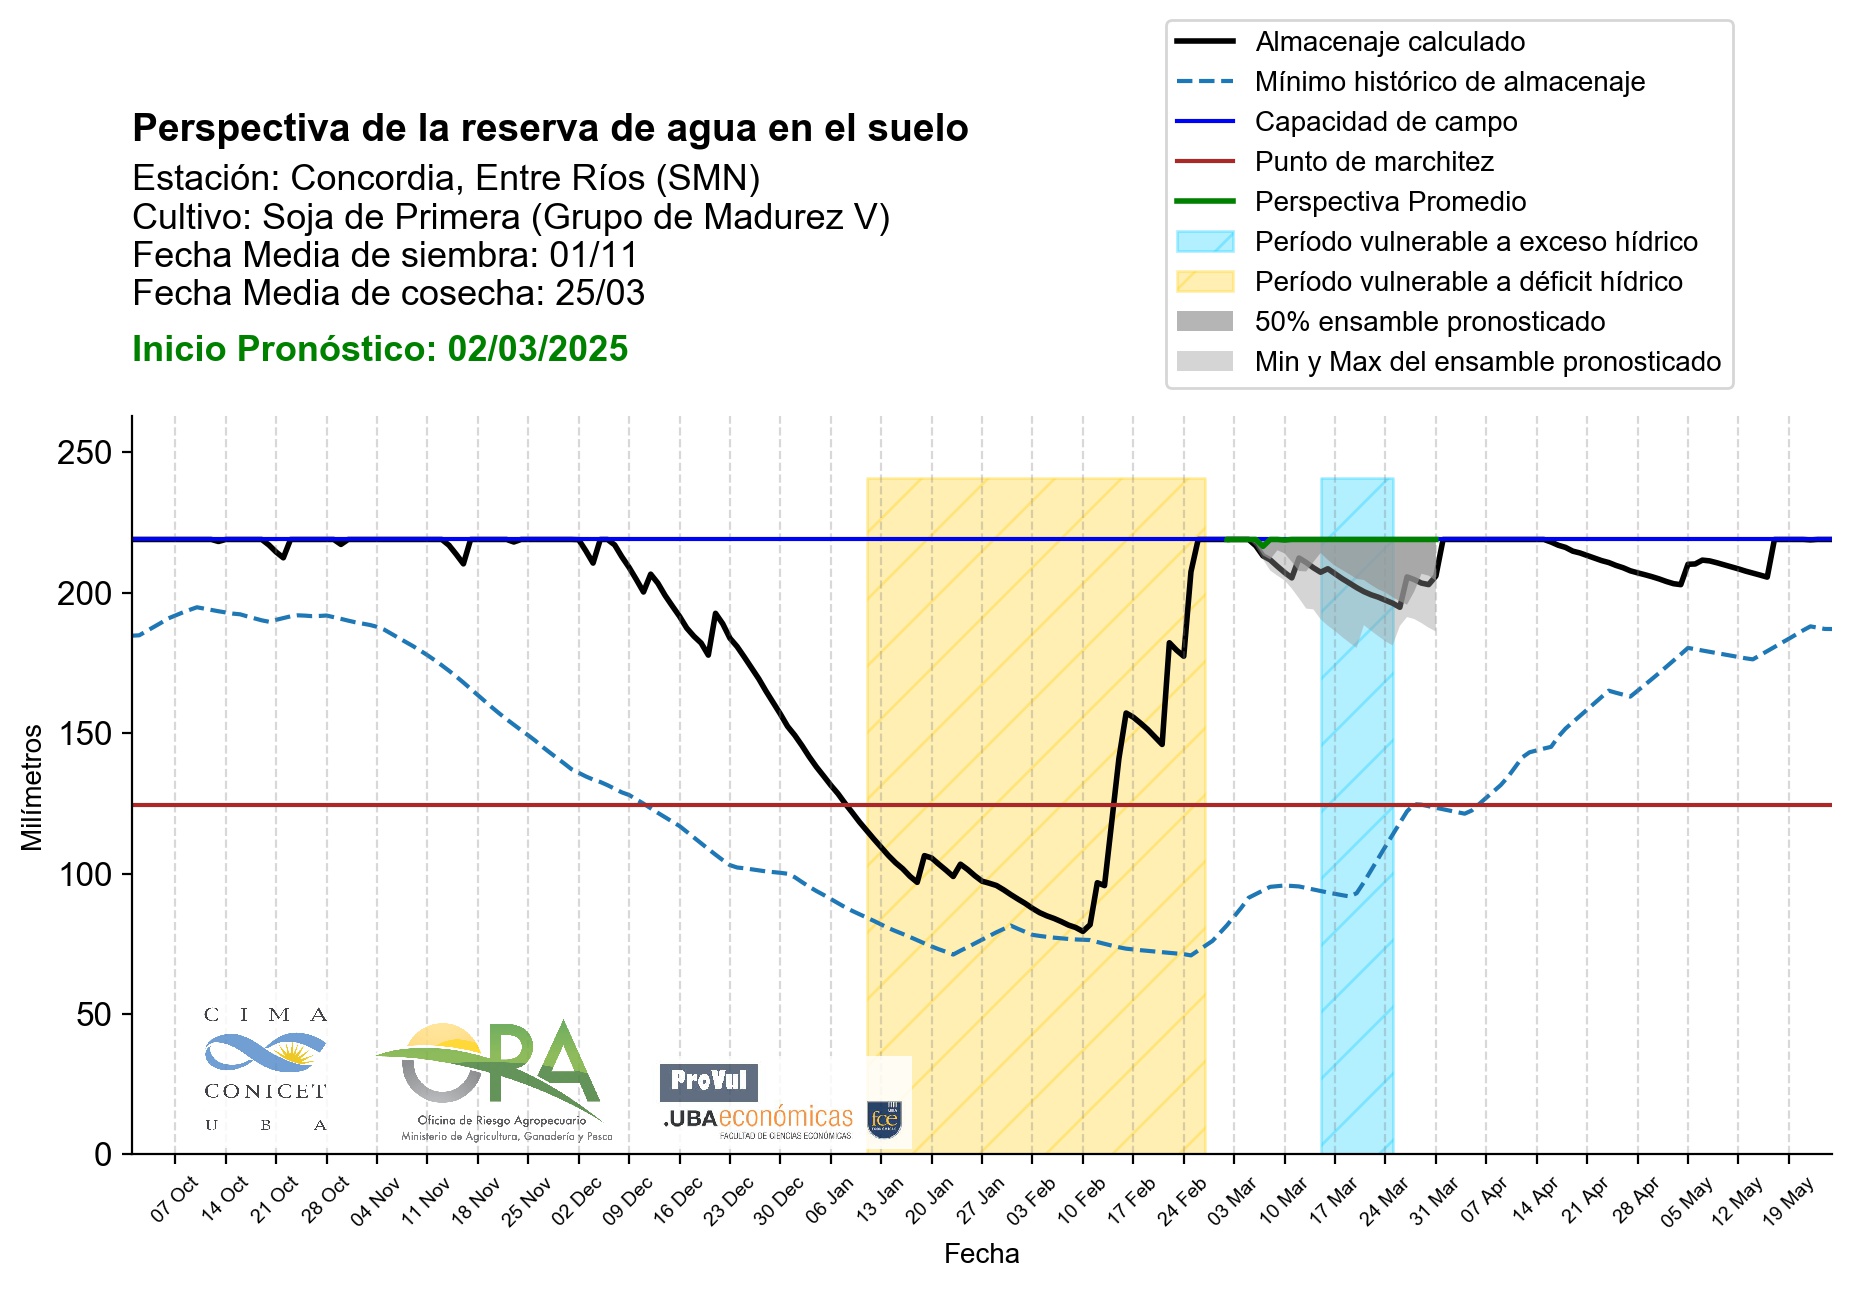 Almacenaje calculado
Mínimo histórico de almacenaje
Capacidad de campo
Punto de marchitez
Perspectiva Promedio
Período vulnerable a exceso hídrico
Período vulnerable a déficit hídrico
50% ensamble pronosticado
Min y Max del ensamble pronosticado
Perspectiva de la reserva de agua en el suelo
Estación: Concordia, Entre Ríos (SMN)
Cultivo: Soja de Primera (Grupo de Madurez V)
Fecha Media de siembra: 01/11
Fecha Media de cosecha: 25/03
Inicio Pronóstico: 02/03/2025
250
200
150
100
50
0
Milímetros
C I M A
CONICET
U B A
OPA
Oficina de Riesgo Agropecuario
Ministerio de Agricultura, Ganadería y Pesca
ProVul
.UBAeconómicas
FACULTAD DE CIENCIAS ECONÓMICAS
UBA
fce
07 Oct
14 Oct
21 Oct
28 Oct
04 Nov
11 Nov
18 Nov
25 Nov
02 Dec
09 Dec
16 Dec
23 Dec
30 Dec
06 Jan
13 Jan
20 Jan
27 Jan
03 Feb
10 Feb
17 Feb
24 Feb
03 Mar
10 Mar
17 Mar
24 Mar
31 Mar
07 Apr
14 Apr
21 Apr
28 Apr
05 May
12 May
19 May
Fecha